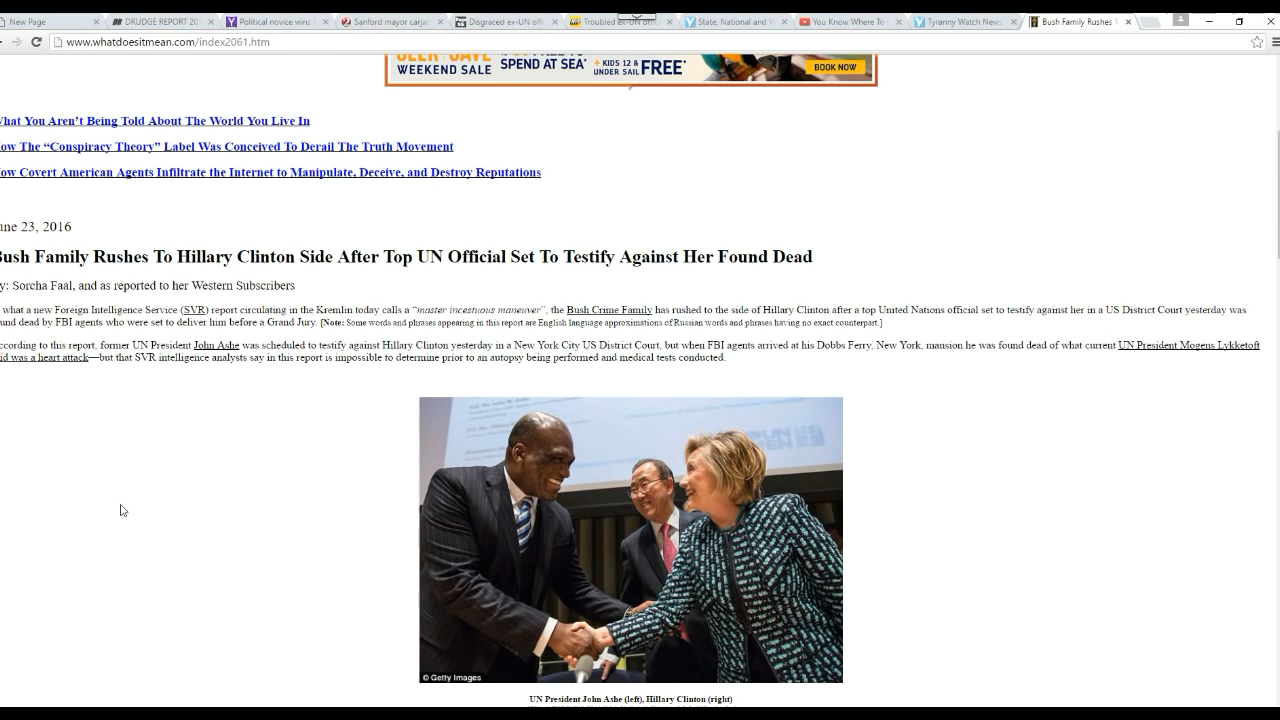 New Page
DRUDGE REPORT 201
Political novice wins
Sanford mayor carjac
Disgraced ex-UN offi
Troubled ex-UN offic
State, National and W
You Know Where To
Tyranny Watch News
Bush Family Rushes T
www.whatdoesitmean.com/index2061.htm
WEEKEND SALE
SPEND AT SEA*
+ KIDS 12 &
UNDER SAIL FREE*
BOOK NOW
hat You Aren't Being Told About The World You Live In
ow The “Conspiracy Theory” Label Was Conceived To Derail The Truth Movement
ow Covert American Agents Infiltrate the Internet to Manipulate, Deceive, and Destroy Reputations
une 23, 2016
Bush Family Rushes To Hillary Clinton Side After Top UN Official Set To Testify Against Her Found Dead
y: Sorcha Faal, and as reported to her Western Subscribers
what a new Foreign Intelligence Service (SVR) report circulating in the Kremlin today calls a “master incestuous maneuver”, the Bush Crime Family has rushed to the side of Hillary Clinton after a top United Nations official set to testify against her in a US District Court yesterday was
und dead by FBI agents who were set to deliver him before a Grand Jury. [Note: Some words and phrases appearing in this report are English language approximations of Russian words and phrases having no exact counterpart.]
ccording to this report, former UN President John Ashe was scheduled to testify against Hillary Clinton yesterday in a New York City US District Court, but when FBI agents arrived at his Dobbs Ferry, New York, mansion he was found dead of what current UN President Mogens Lykketoft
id was a heart attack—but that SVR intelligence analysts say in this report is impossible to determine prior to an autopsy being performed and medical tests conducted.
© Getty Images
UN President John Ashe (left), Hillary Clinton (right)